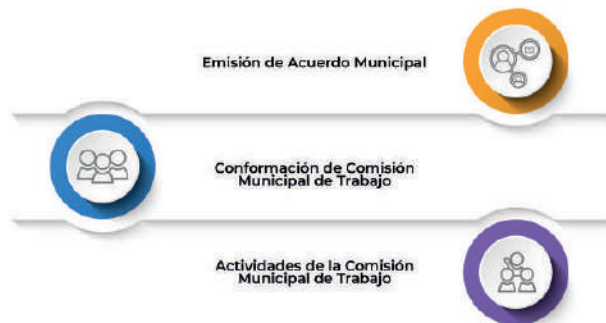 Emisión de Acuerdo Municipal
Conformación de Comisión
Municipal de Trabajo
Actividades de la Comisión
Municipal de Trabajo